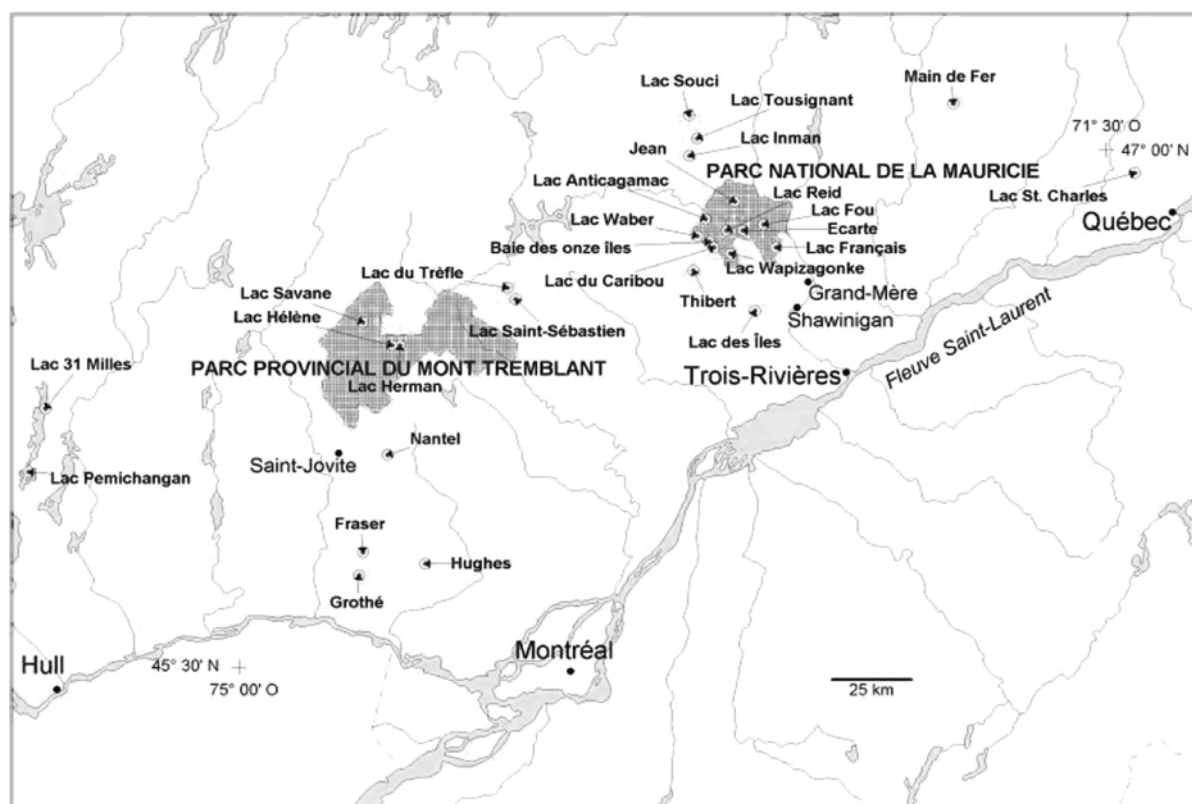 Main de Fer
Lac Souci
Lac Tousignant
71° 30' O
47° 00' N
Lac Inman
Jean
PARC NATIONAL DE LA MAURICIE
Lac Anticagamac
Lac Reid
Lac St. Charles
Lac Fou
Lac Waber
Ecarte
Québec
Baie des onze îles
Lac Français
Lac Wapizagonke
Lac du Caribou
Lac du Trèfle
Thibert
Grand-Mère
Lac Savane
Lac Hélène
Lac Saint-Sébastien
Shawinigan
Lac des Îles
Fleuve Saint-Laurent
Lac 31 Milles
PARC PROVINCIAL DU MONT TREMBLANT
Trois-Rivières
Lac Herman
Nantel
Saint-Jovite
Lac Pemichangan
Fraser
Hughes
Grothé
Montréal
Hull
45° 30' N
75° 00' O
25 km